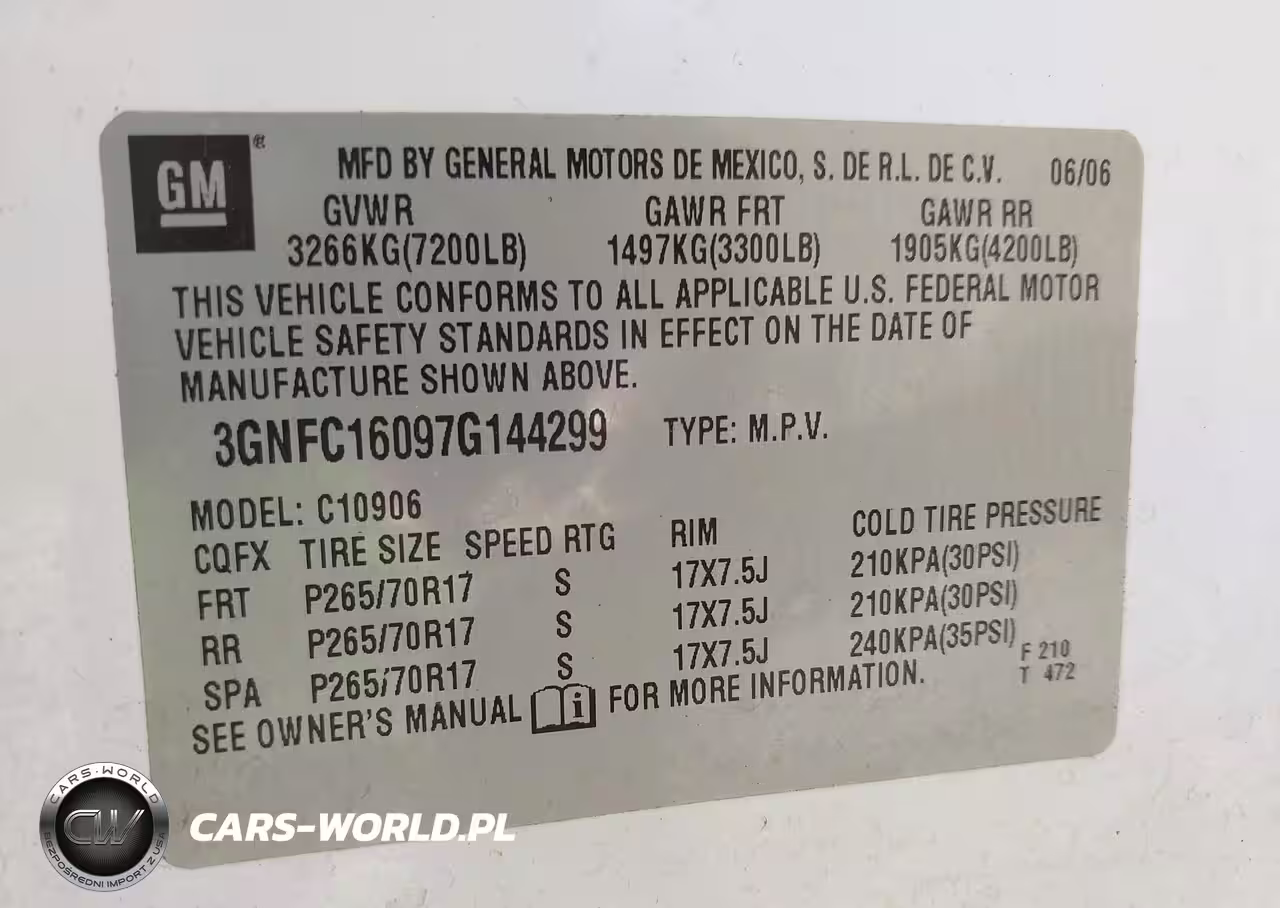 GM ®
MFD BY GENERAL MOTORS DE MEXICO, S. DE R.L. DE C.V. 06/06
GVWR GAWR FRT GAWR RR
3266KG(7200LB) 1497KG(3300LB) 1905KG(4200LB)
THIS VEHICLE CONFORMS TO ALL APPLICABLE U.S. FEDERAL MOTOR
VEHICLE SAFETY STANDARDS IN EFFECT ON THE DATE OF
MANUFACTURE SHOWN ABOVE.
3GNFC16097G144299 TYPE: M.P.V.
MODEL: C10906
CQFX TIRE SIZE SPEED RTG RIM COLD TIRE PRESSURE
FRT P265/70R17 S 17X7.5J 210KPA(30PSI)
RR P265/70R17 S 17X7.5J 210KPA(30PSI)
SPA P265/70R17 S 17X7.5J 240KPA(35PSI)
F 210
T 472
SEE OWNER'S MANUAL i FOR MORE INFORMATION.
CARS-WORLD
CW
BEZPOŚREDNI IMPORT Z USA
CARS-WORLD.PL